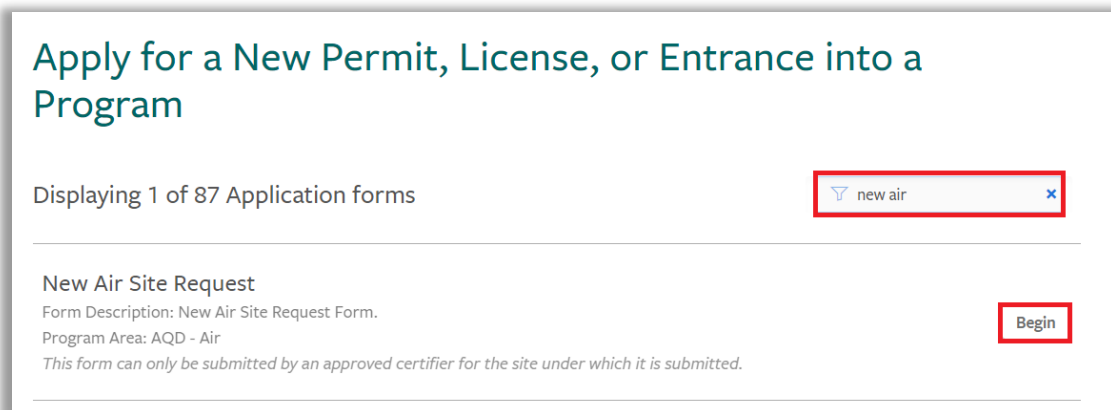 Apply for a New Permit, License, or Entrance into a
Program
Displaying 1 of 87 Application forms
new air
New Air Site Request
Form Description: New Air Site Request Form.
Program Area: AQD - Air
This form can only be submitted by an approved certifier for the site under which it is submitted.
Begin